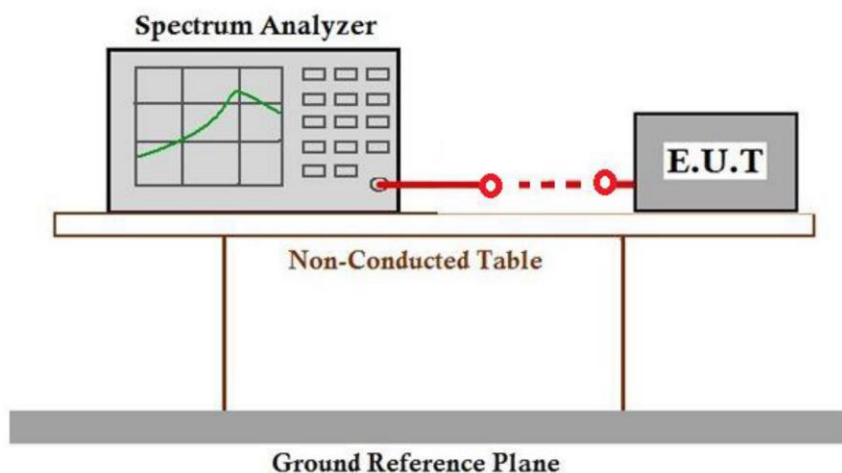 Spectrum Analyzer
E.U.T
Non-Conducted Table
Ground Reference Plane